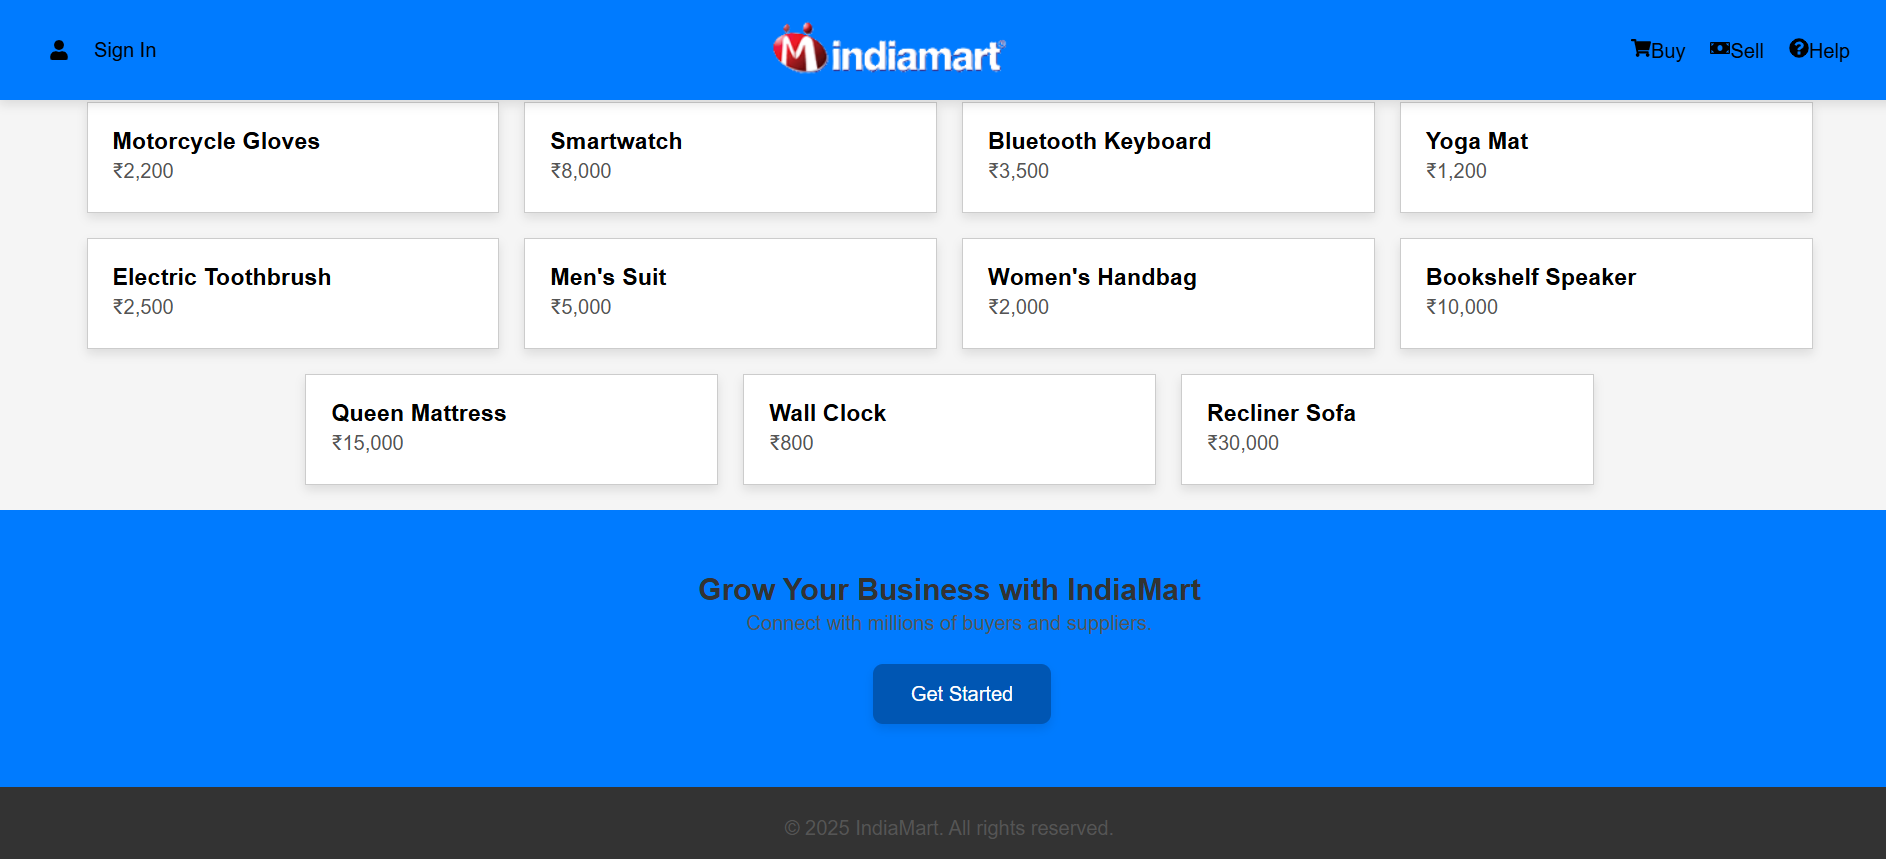 Sign In
indiamart®
Buy
Sell
Help
Motorcycle Gloves
₹2,200
Smartwatch
₹8,000
Bluetooth Keyboard
₹3,500
Yoga Mat
₹1,200
Electric Toothbrush
₹2,500
Men's Suit
₹5,000
Women's Handbag
₹2,000
Bookshelf Speaker
₹10,000
Queen Mattress
₹15,000
Wall Clock
₹800
Recliner Sofa
₹30,000
Grow Your Business with IndiaMart
Connect with millions of buyers and suppliers.
Get Started
© 2025 IndiaMart. All rights reserved.